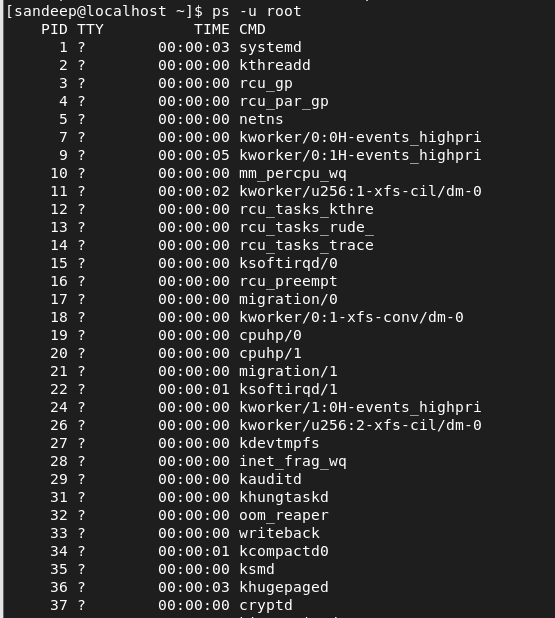 [sandeep@localhost ~]$ ps -u root
PID TTY TIME CMD
1 ? 00:00:03 systemd
2 ? 00:00:00 kthreadd
3 ? 00:00:00 rcu_gp
4 ? 00:00:00 rcu_par_gp
5 ? 00:00:00 netns
7 ? 00:00:00 kworker/0:0H-events_highpri
9 ? 00:00:05 kworker/0:1H-events_highpri
10 ? 00:00:00 mm_percpu_wq
11 ? 00:00:02 kworker/u256:1-xfs-cil/dm-0
12 ? 00:00:00 rcu_tasks_kthre
13 ? 00:00:00 rcu_tasks_rude_
14 ? 00:00:00 rcu_tasks_trace
15 ? 00:00:00 ksoftirqd/0
16 ? 00:00:00 rcu_preempt
17 ? 00:00:00 migration/0
18 ? 00:00:00 kworker/0:1-xfs-conv/dm-0
19 ? 00:00:00 cpuhp/0
20 ? 00:00:00 cpuhp/1
21 ? 00:00:00 migration/1
22 ? 00:00:01 ksoftirqd/1
24 ? 00:00:00 kworker/1:0H-events_highpri
26 ? 00:00:00 kworker/u256:2-xfs-cil/dm-0
27 ? 00:00:00 kdevtmpfs
28 ? 00:00:00 inet_frag_wq
29 ? 00:00:00 kauditd
31 ? 00:00:00 khungtaskd
32 ? 00:00:00 oom_reaper
33 ? 00:00:00 writeback
34 ? 00:00:01 kcompactd0
35 ? 00:00:00 ksmd
36 ? 00:00:03 khugepaged
37 ? 00:00:00 cryptd